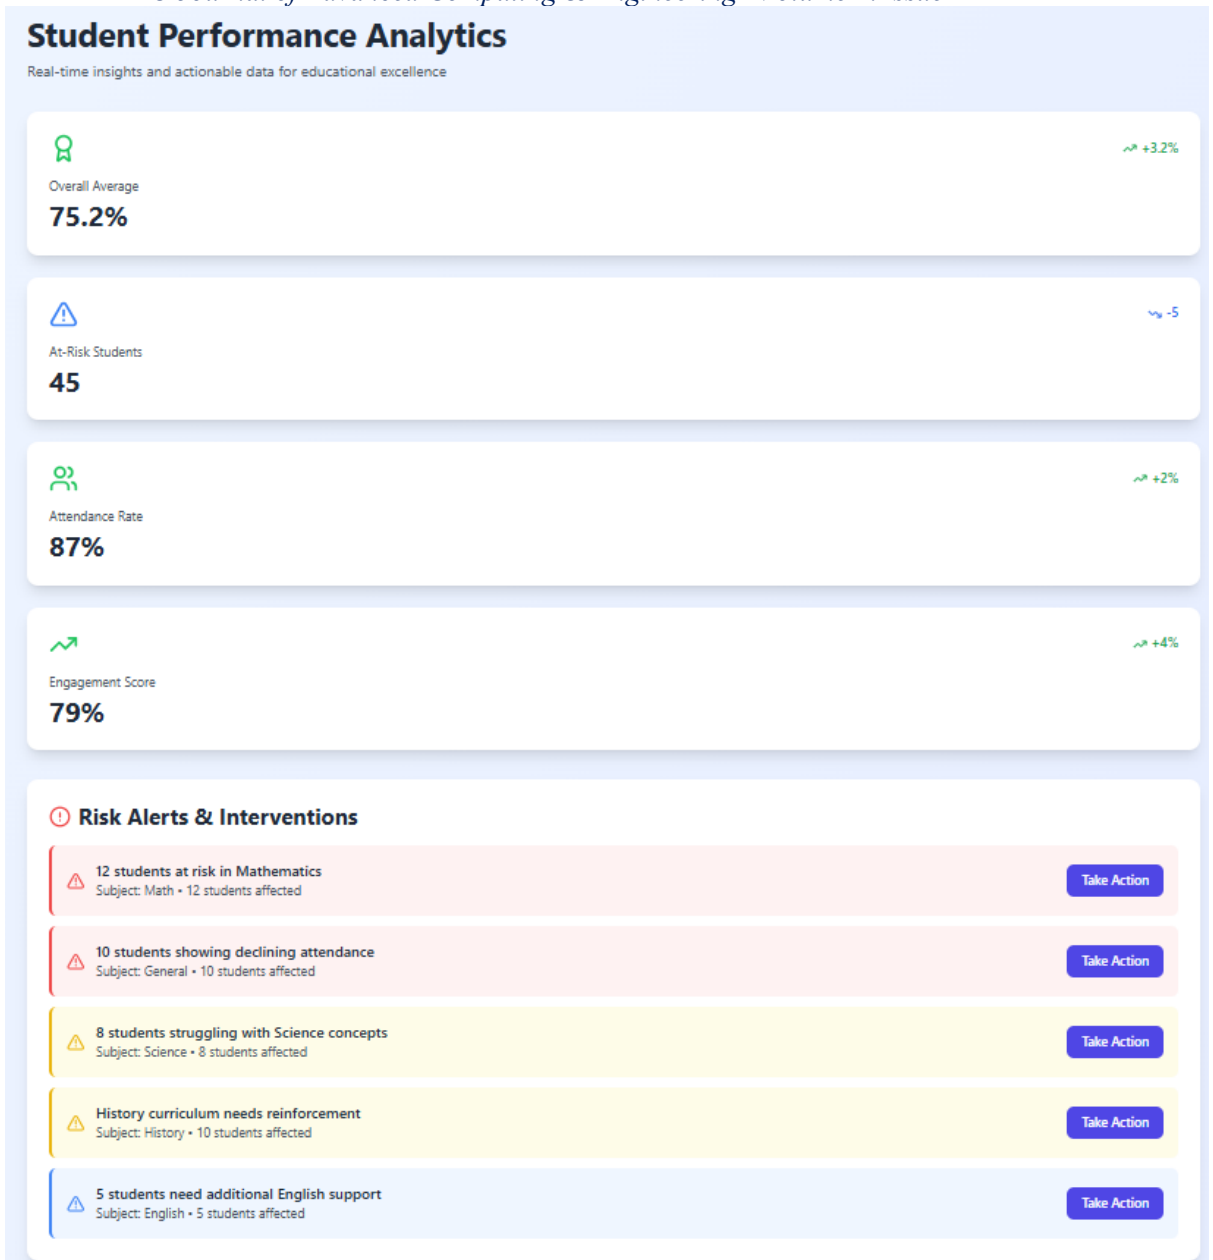 Student Performance Analytics
Real-time insights and actionable data for educational excellence
+3.2%
Overall Average
75.2%
-5
At-Risk Students
45
+2%
Attendance Rate
87%
+4%
Engagement Score
79%
Risk Alerts & Interventions
12 students at risk in Mathematics
Subject: Math • 12 students affected
Take Action
10 students showing declining attendance
Subject: General • 10 students affected
Take Action
8 students struggling with Science concepts
Subject: Science • 8 students affected
Take Action
History curriculum needs reinforcement
Subject: History • 10 students affected
Take Action
5 students need additional English support
Subject: English • 5 students affected
Take Action